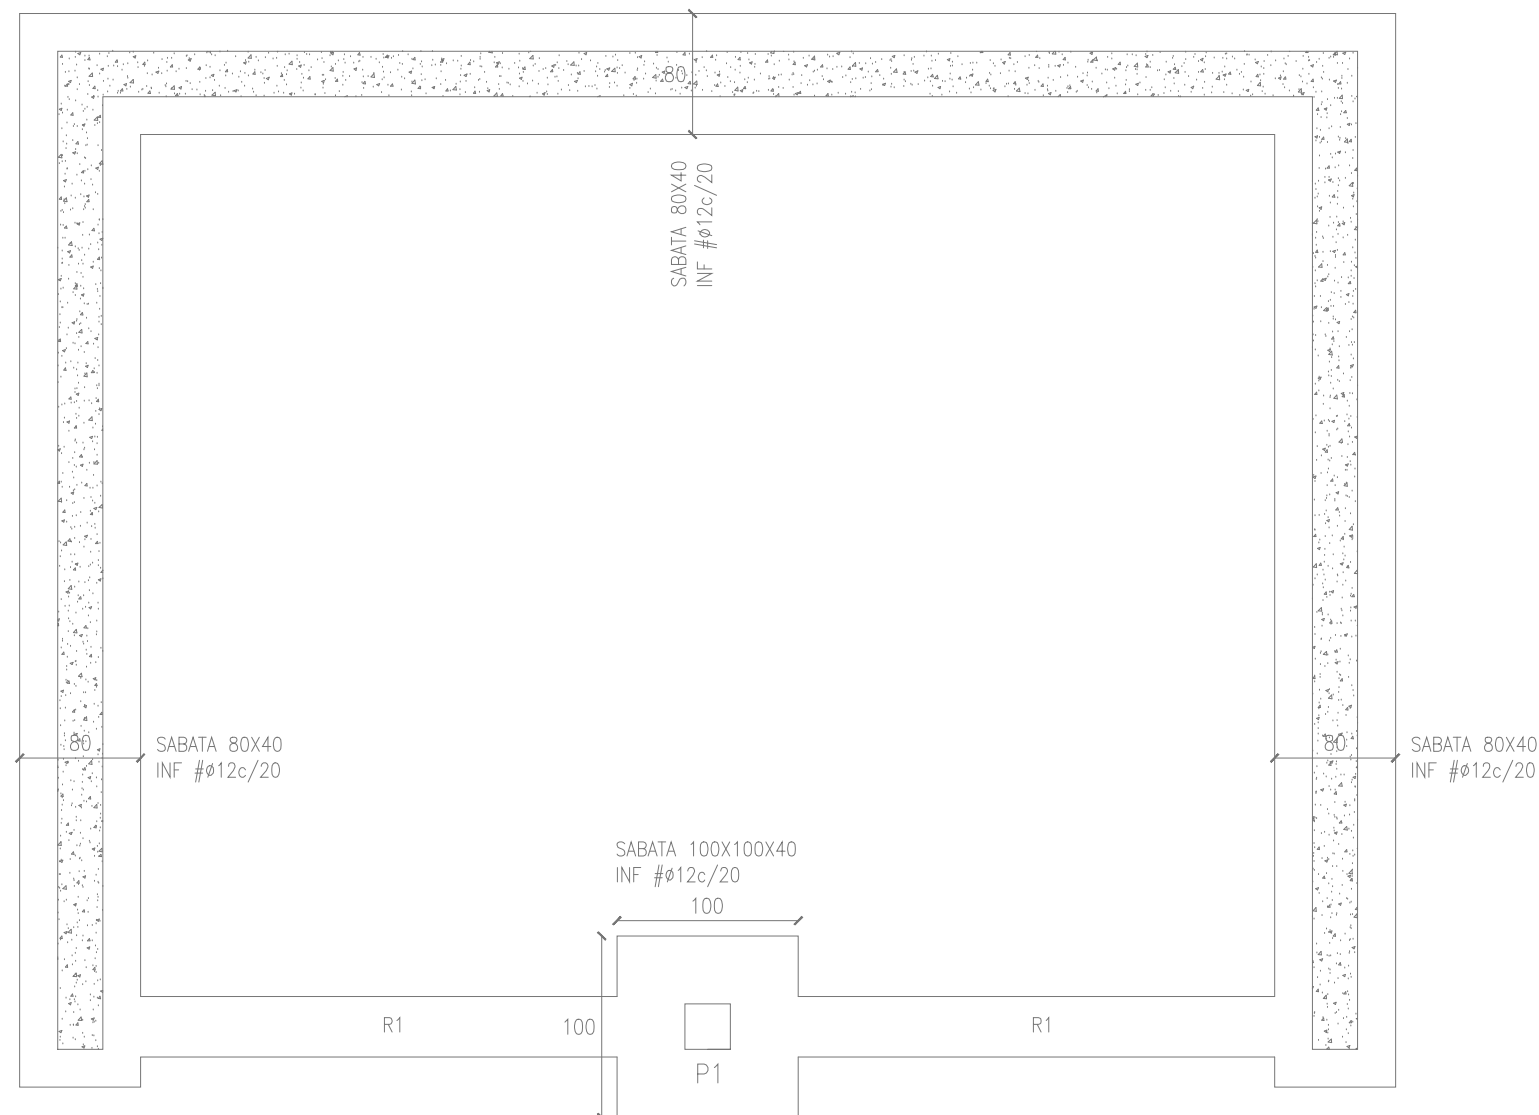 80
SABATA 80X40
INF #ø12c/20
80
SABATA 80X40
INF #ø12c/20
80
SABATA 80X40
INF #ø12c/20
SABATA 100X100X40
INF #ø12c/20
100
100
R1
R1
P1